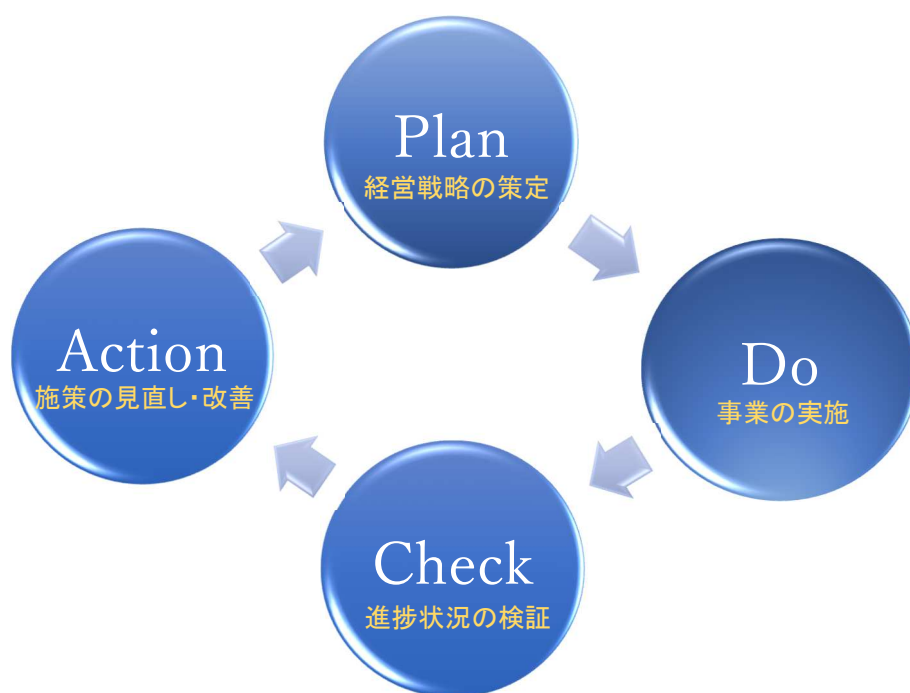 Plan
経営戦略の策定
Do
事業の実施
Check
進捗状況の検証
Action
施策の見直し・改善